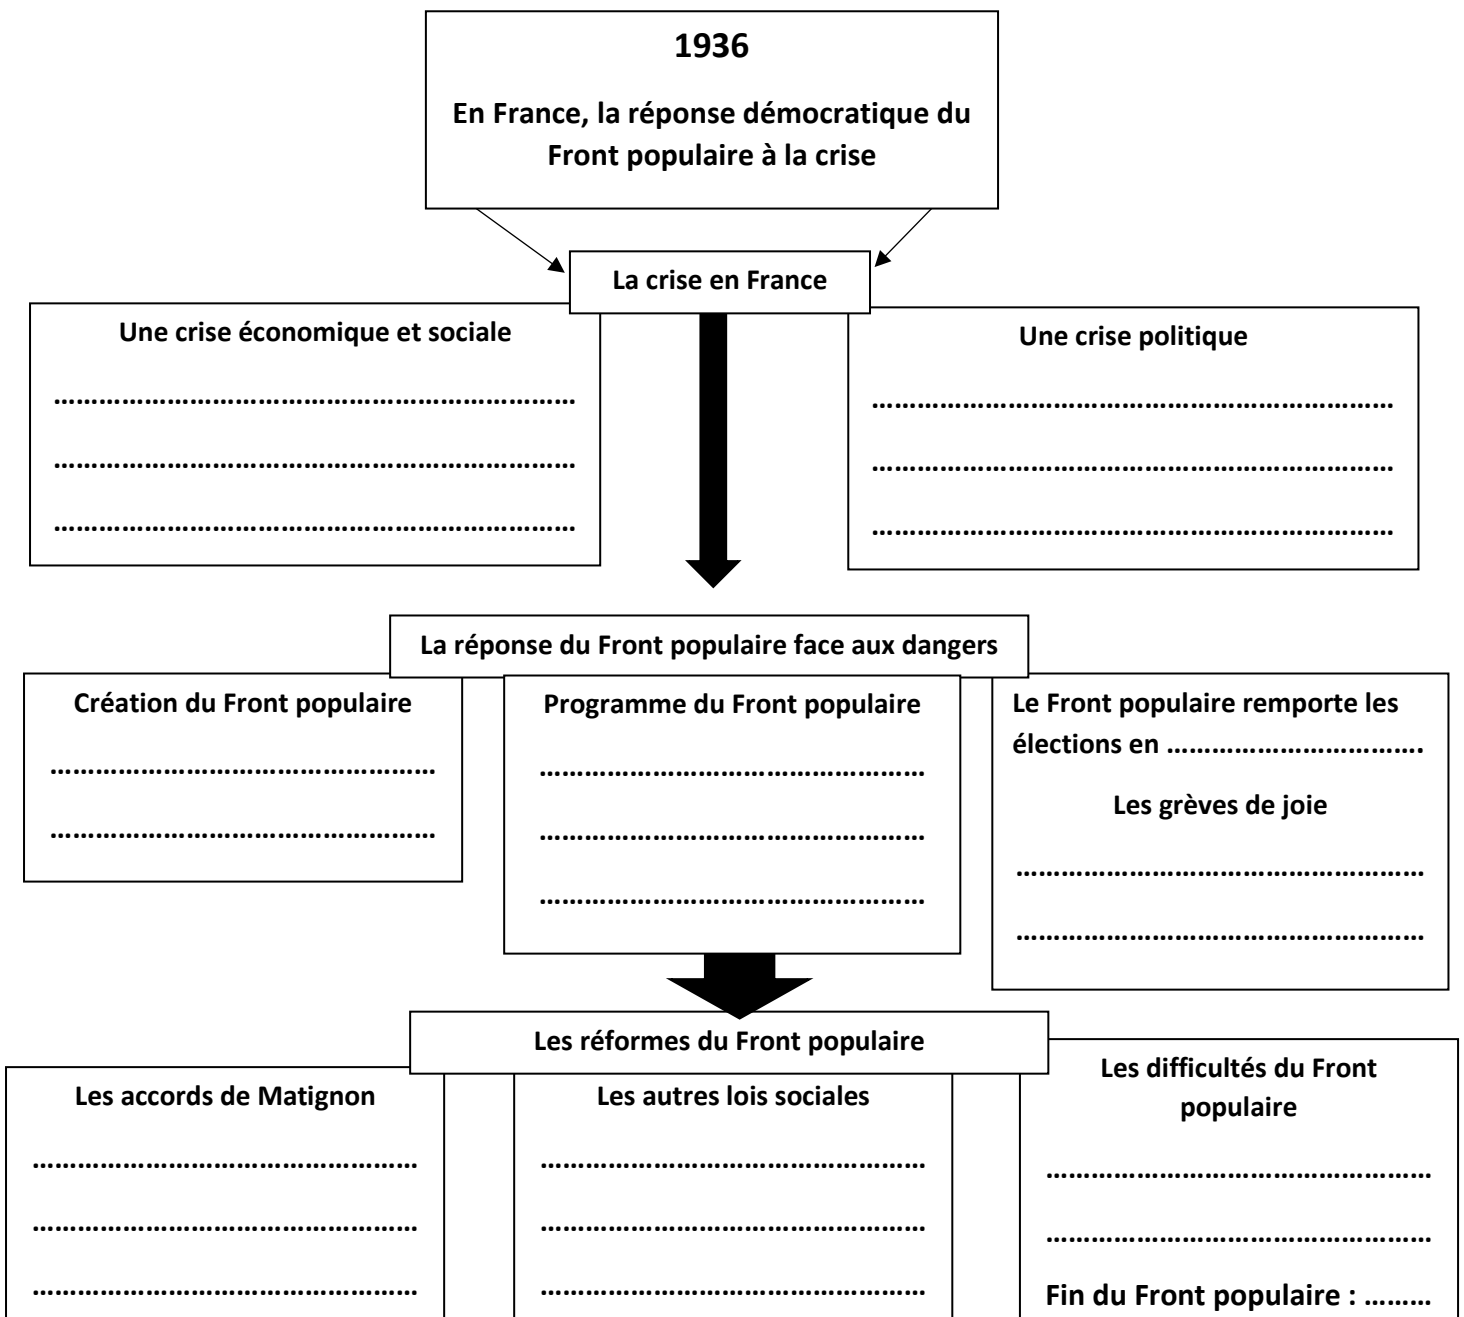 1936
En France, la réponse démocratique du
Front populaire à la crise
La crise en France
Une crise économique et sociale
……………………………………………………………
……………………………………………………………
……………………………………………………………
Une crise politique
……………………………………………………………
……………………………………………………………
……………………………………………………………
La réponse du Front populaire face aux dangers
Création du Front populaire
……………………………………………
……………………………………………
Programme du Front populaire
……………………………………………
……………………………………………
……………………………………………
Le Front populaire remporte les
élections en …………………………….
Les grèves de joie
………………………………………………
………………………………………………
Les réformes du Front populaire
Les accords de Matignon
……………………………………………
……………………………………………
……………………………………………
Les autres lois sociales
……………………………………………
……………………………………………
……………………………………………
Les difficultés du Front
populaire
……………………………………………
……………………………………………
Fin du Front populaire : ………